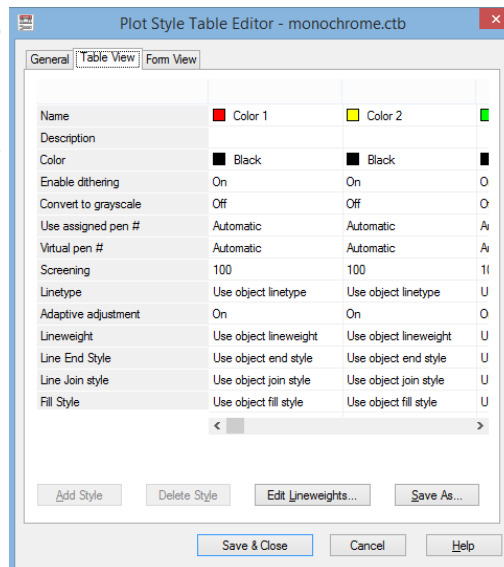 Plot Style Table Editor - monochrome.ctb
General Table View Form View
Name Color 1 Color 2
Description
Color Black Black
Enable dithering On On
Convert to grayscale Off Off
Use assigned pen # Automatic Automatic
Virtual pen # Automatic Automatic
Screening 100 100
Linetype Use object linetype Use object linetype
Adaptive adjustment On On
Lineweight Use object lineweight Use object lineweight
Line End Style Use object end style Use object end style
Line Join style Use object join style Use object join style
Fill Style Use object fill style Use object fill style
Add Style Delete Style Edit Lineweights... Save As...
Save & Close Cancel Help